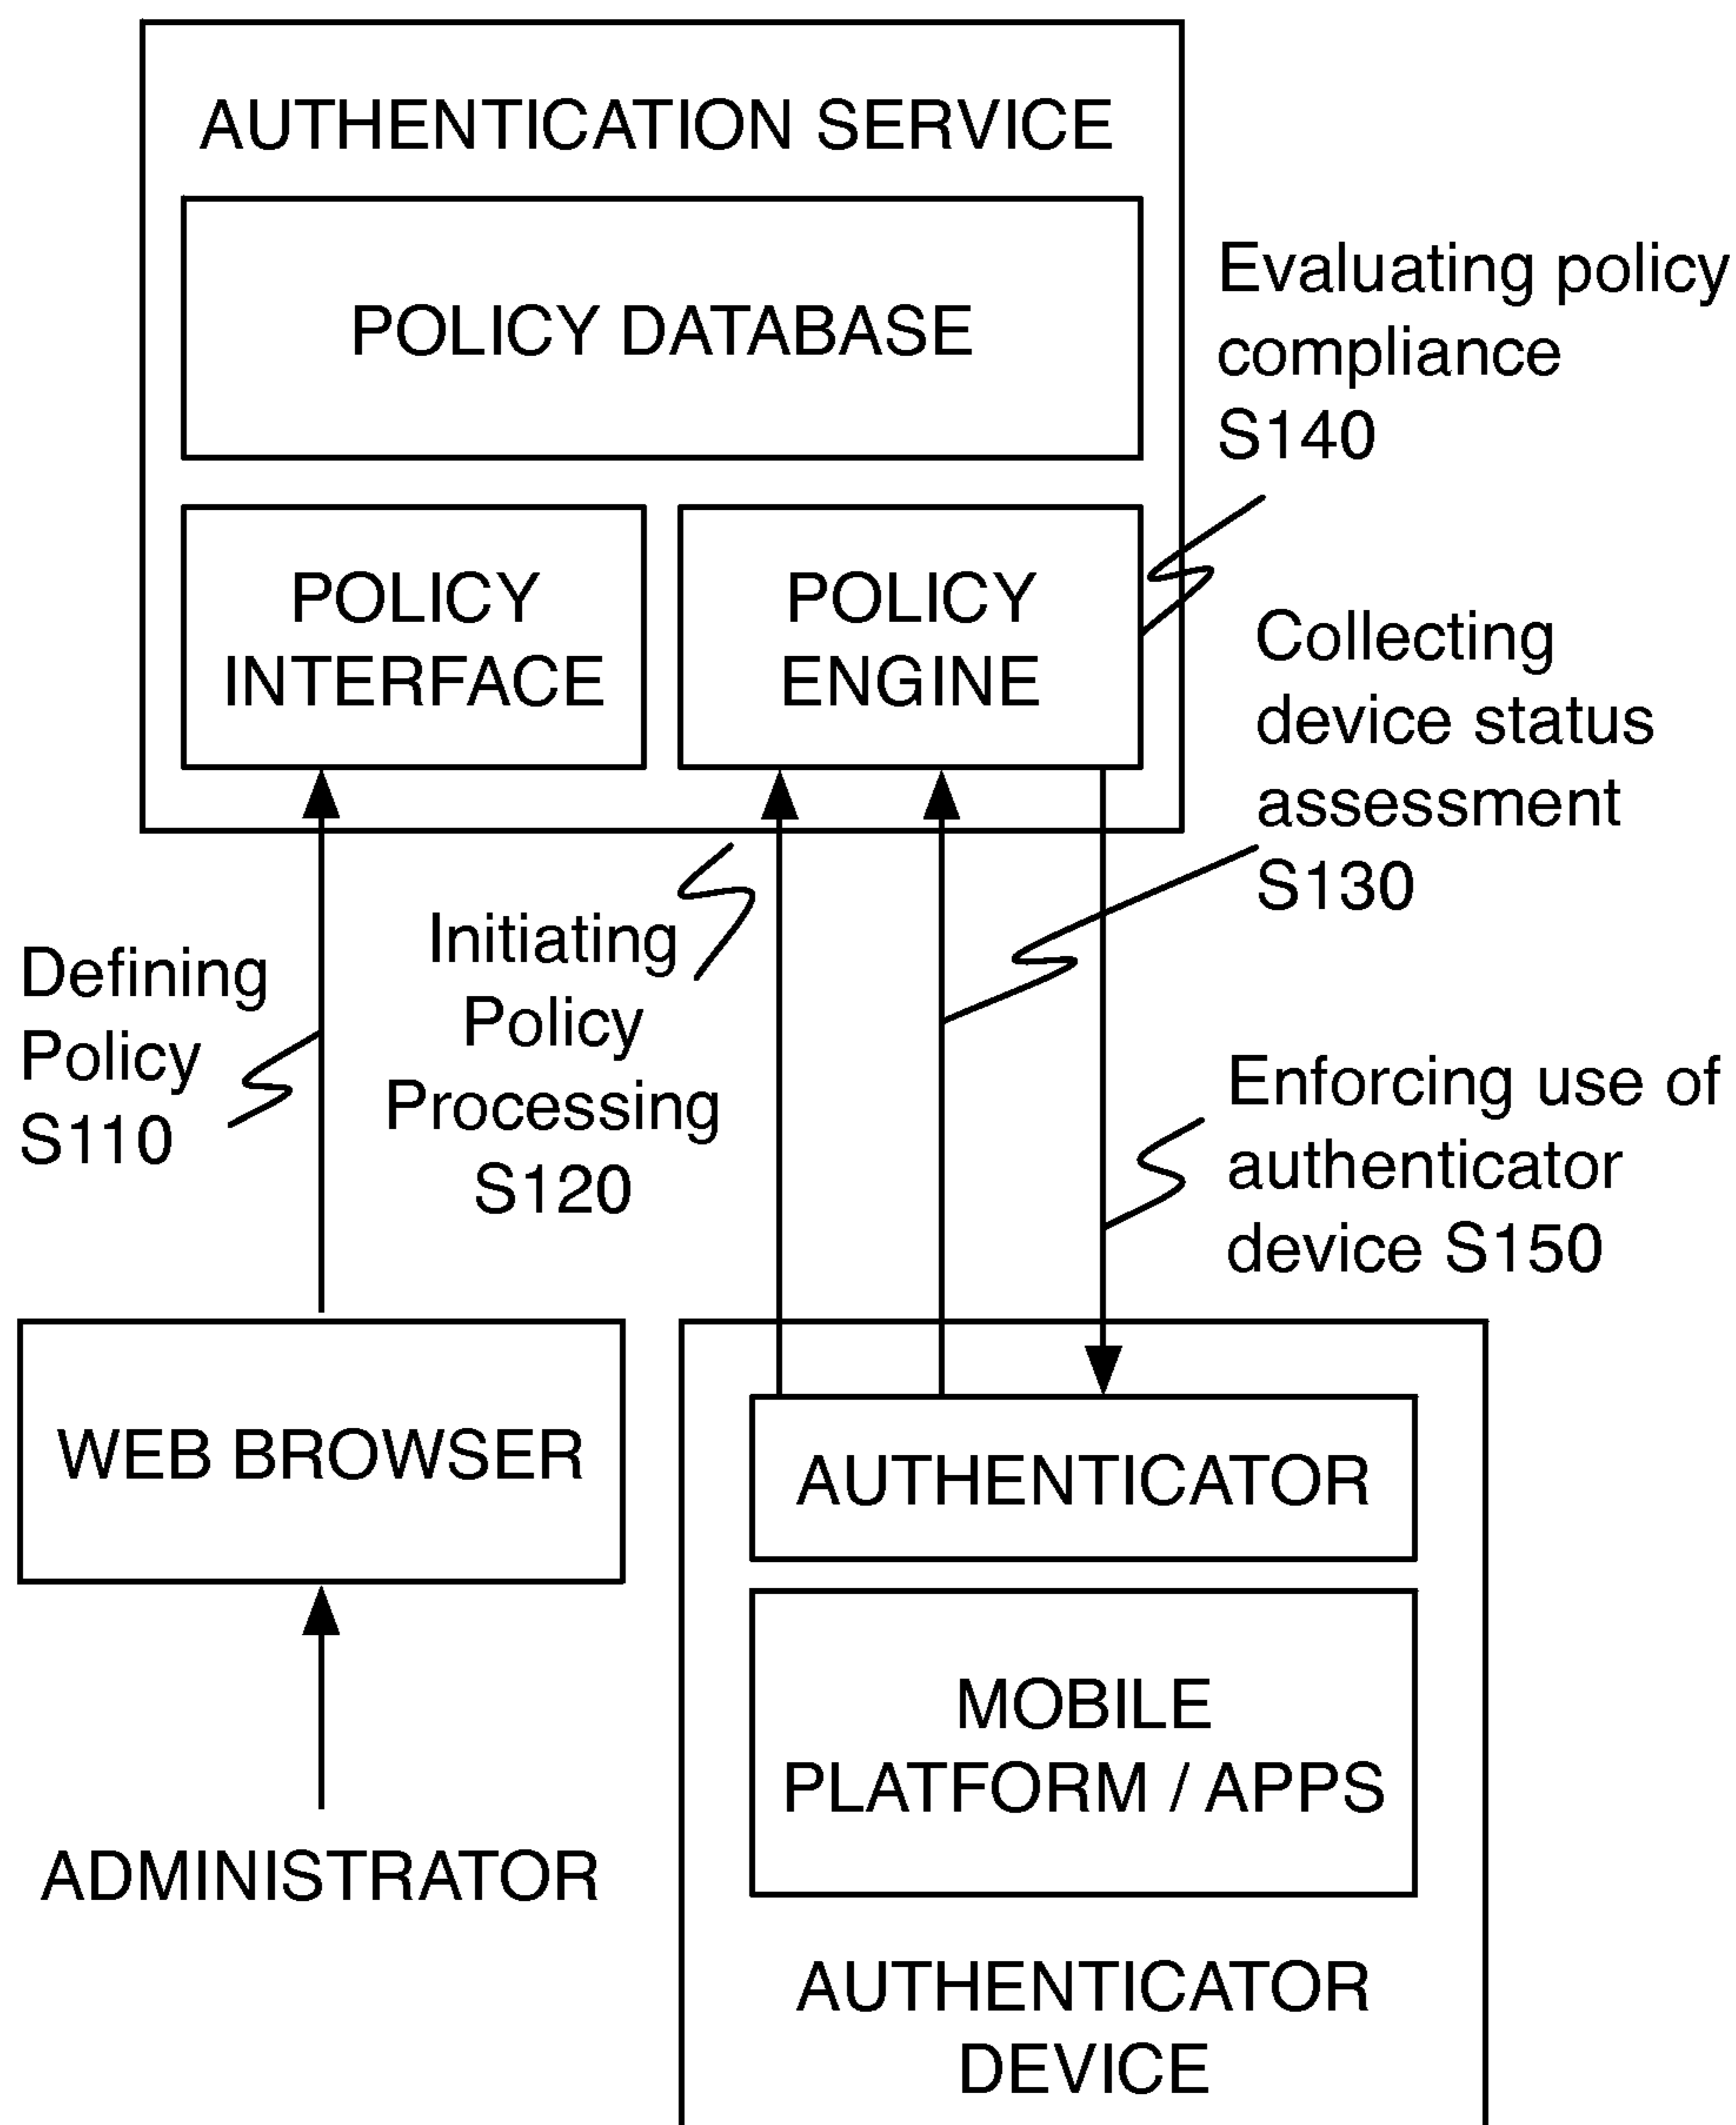 AUTHENTICATION SERVICE
POLICY DATABASE
POLICY
INTERFACE
POLICY
ENGINE
Evaluating policy
compliance
S140
Collecting
device status
assessment
S130
Defining
Policy
S110
Initiating
Policy
Processing
S120
Enforcing use of
authenticator
device S150
WEB BROWSER
ADMINISTRATOR
AUTHENTICATOR
MOBILE
PLATFORM / APPS
AUTHENTICATOR
DEVICE